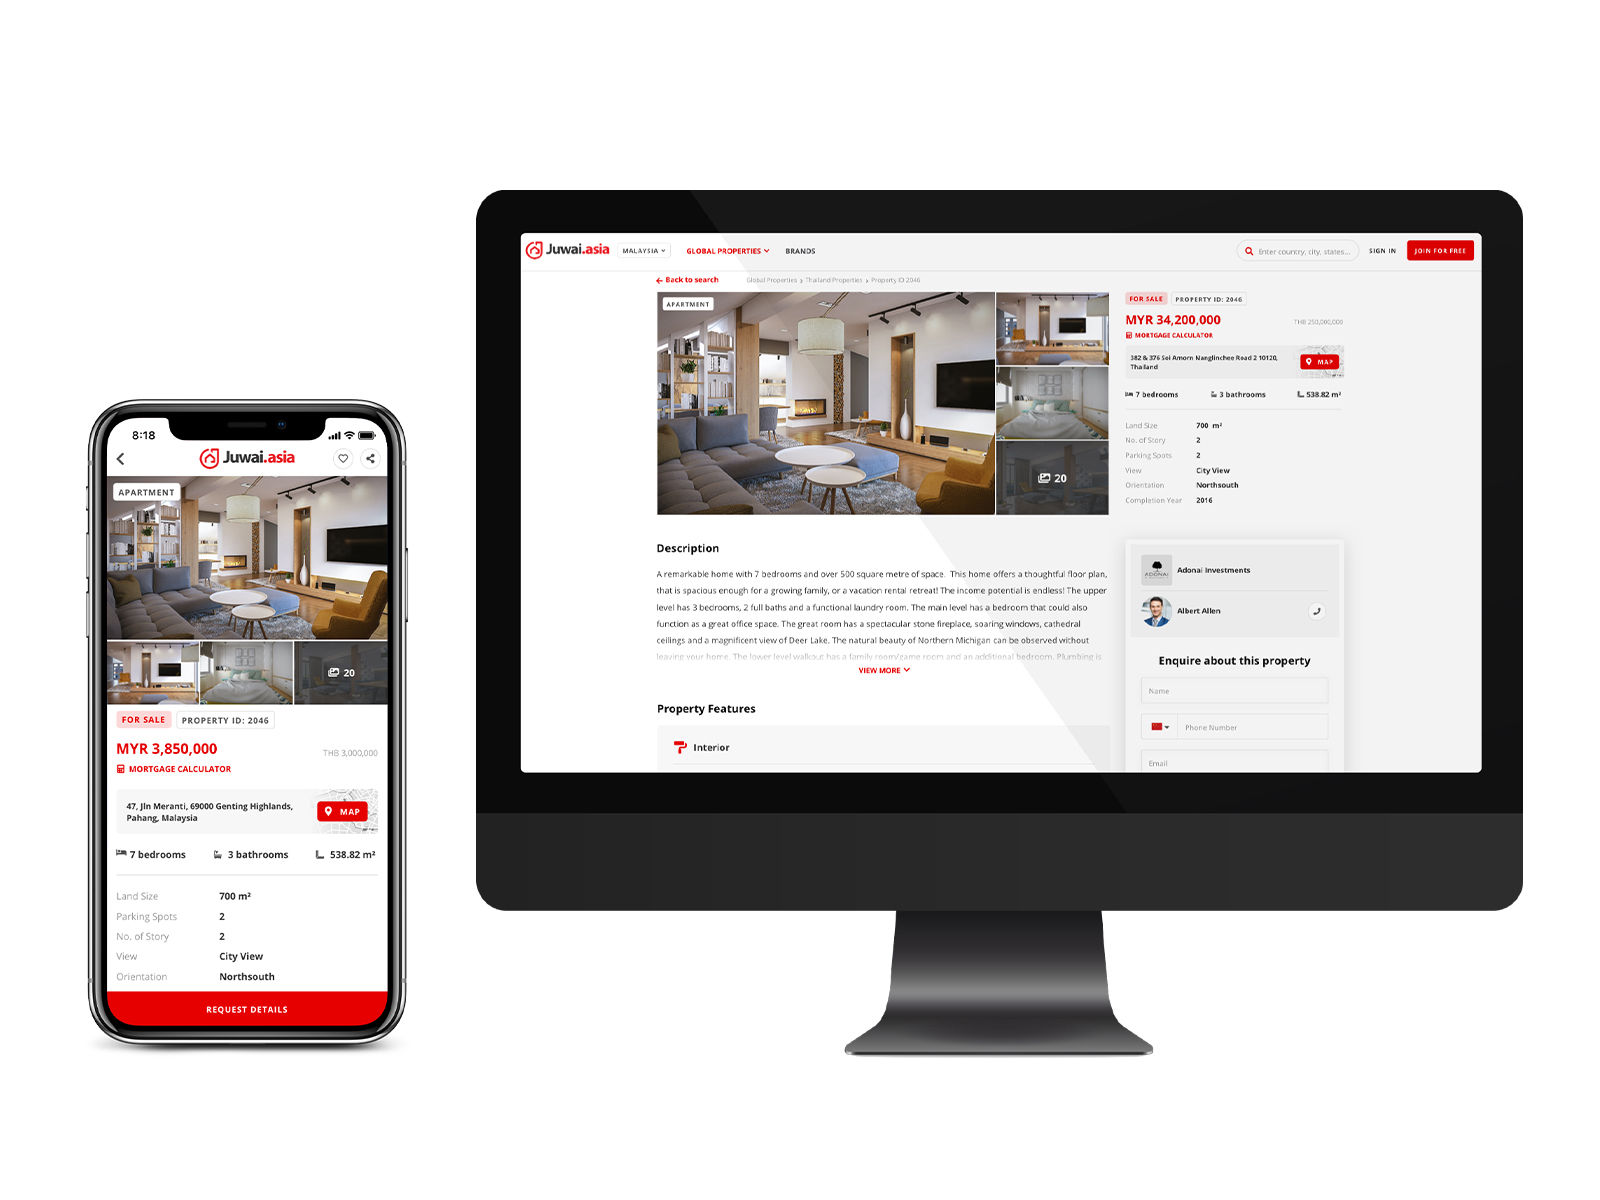 8:18
Juwai.asia
APARTMENT
20
FOR SALE
PROPERTY ID: 2046
MYR 3,850,000
THB 3,000,000
MORTGAGE CALCULATOR
47, Jln Meranti, 69000 Genting Highlands,
Pahang, Malaysia
MAP
7 bedrooms
3 bathrooms
538.82 m²
Land Size 700 m²
Parking Spots 2
No. of Story 2
View City View
Orientation Northsouth
REQUEST DETAILS
Juwai.asia
MALAYSIA
GLOBAL PROPERTIES
BRANDS
Enter country, city, states...
SIGN IN
JOIN FOR FREE
Back to search
Global Properties > Thailand Properties > Property ID 2046
APARTMENT
20
FOR SALE
PROPERTY ID: 2046
MYR 34,200,000
THB 250,000,000
MORTGAGE CALCULATOR
382 & 376 Soi Amorn Nanglinchee Road 2 10120,
Thailand
MAP
7 bedrooms
3 bathrooms
538.82 m²
Land Size 700 m²
No. of Story 2
Parking Spots 2
View City View
Orientation Northsouth
Completion Year 2016
Description
A remarkable home with 7 bedrooms and over 500 square metre of space. This home offers a thoughtful floor plan,
that is spacious enough for a growing family, or a vacation rental retreat! The income potential is endless! The upper
level has 3 bedrooms, 2 full baths and a functional laundry room. The main level has a bedroom that could also
function as a great office space. The great room has a spectacular stone fireplace, soaring windows, cathedral
ceilings and a magnificent view of Deer Lake. The natural beauty of Northern Michigan can be observed without
leaving your home. The lower level walkout has a family room/game room and an additional bedroom. Plumbing is
VIEW MORE
Property Features
Interior
ADONAI
Adonai Investments
Albert Allen
Enquire about this property
Name
Phone Number
Email